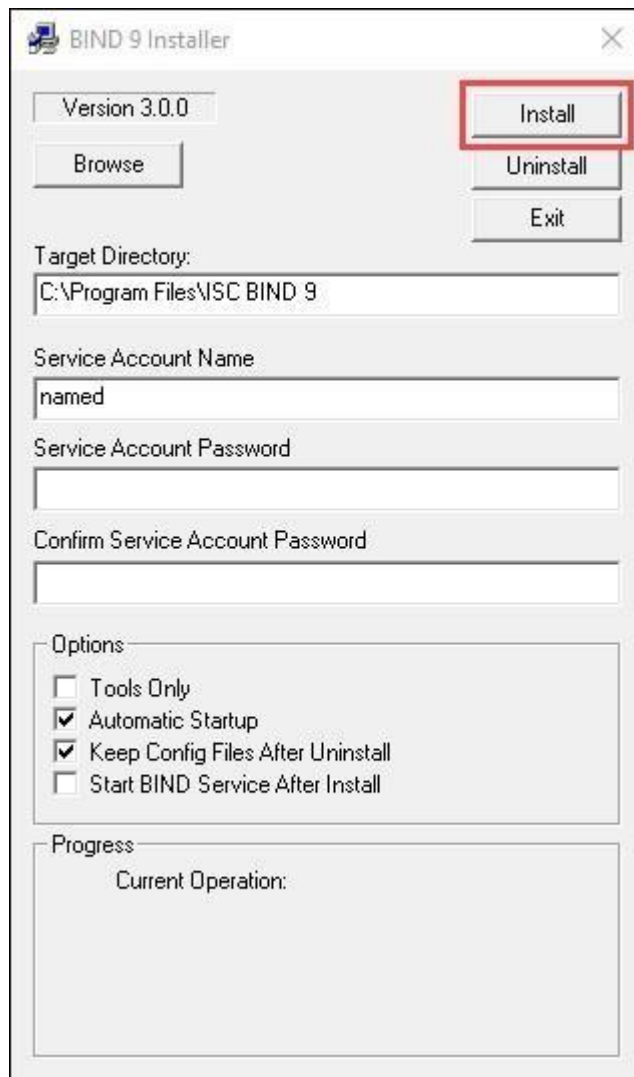 BIND 9 Installer
Version 3.0.0
Install
Browse
Uninstall
Exit
Target Directory:
C:\Program Files\ISC BIND 9
Service Account Name
named
Service Account Password
Confirm Service Account Password
Options
Tools Only
Automatic Startup
Keep Config Files After Uninstall
Start BIND Service After Install
Progress
Current Operation: